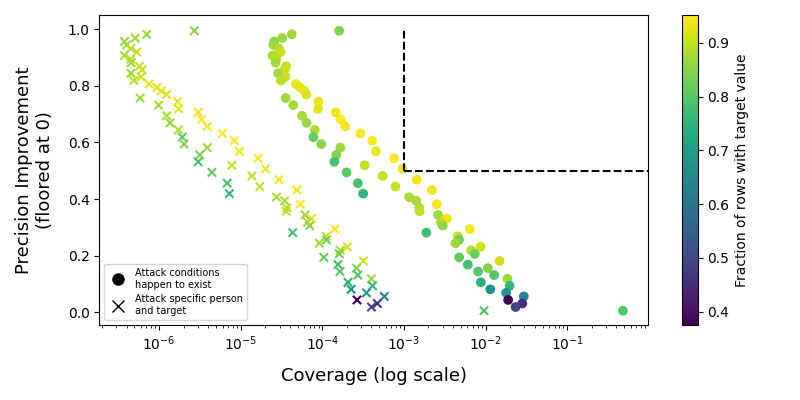 Precision Improvement
(floored at 0)
1.0
0.8
0.6
0.4
0.2
0.0
Attack conditions
happen to exist
Attack specific person
and target
10⁻⁶
10⁻⁵
10⁻⁴
10⁻³
10⁻²
10⁻¹
Coverage (log scale)
0.9
0.8
0.7
0.6
0.5
0.4
Fraction of rows with target value